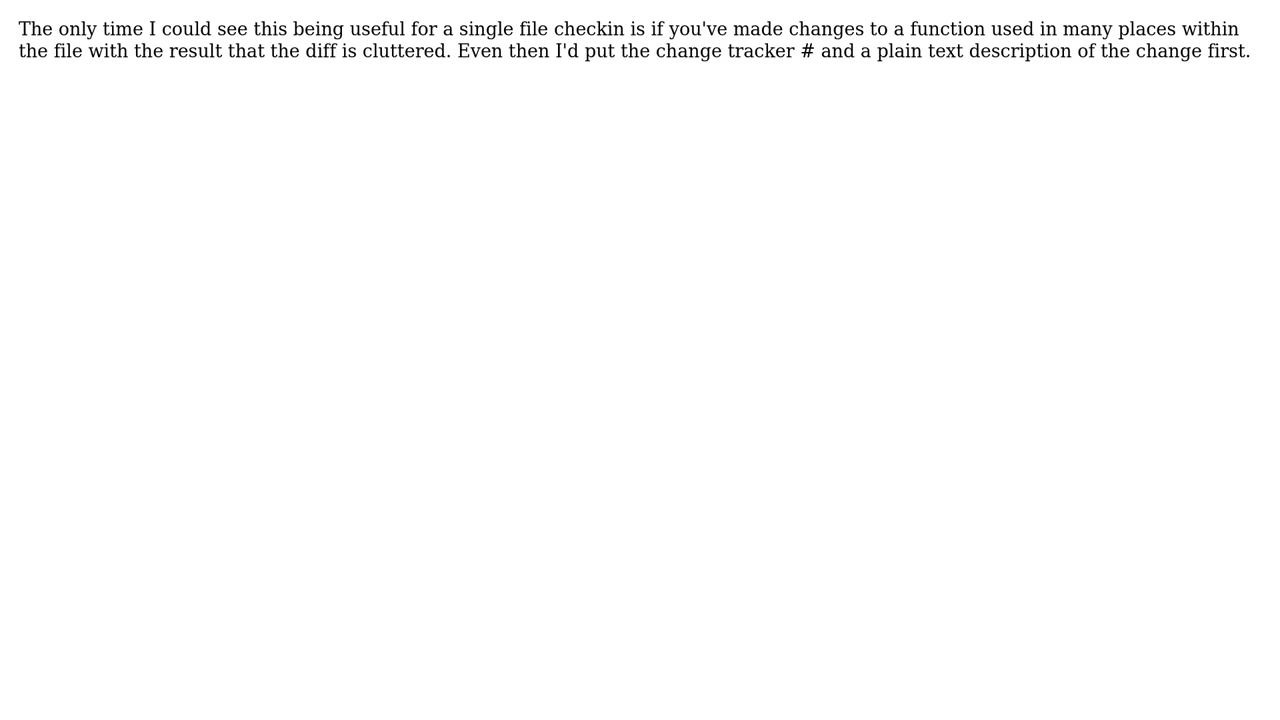 The only time I could see this being useful for a single file checkin is if you've made changes to a function used in many places within
the file with the result that the diff is cluttered. Even then I'd put the change tracker # and a plain text description of the change first.